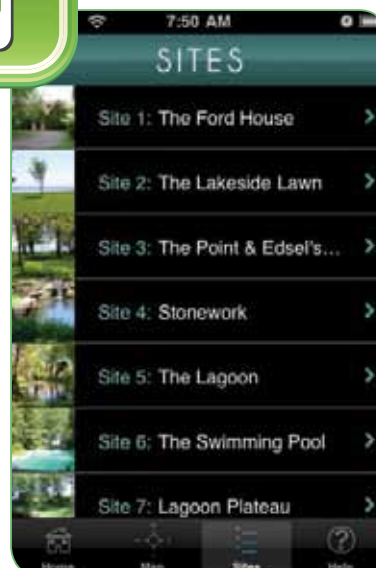 7:50 AM
SITES
Site 1: The Ford House
Site 2: The Lakeside Lawn
Site 3: The Point & Edsel's...
Site 4: Stonework
Site 5: The Lagoon
Site 6: The Swimming Pool
Site 7: Lagoon Plateau
Home Map Sites Help